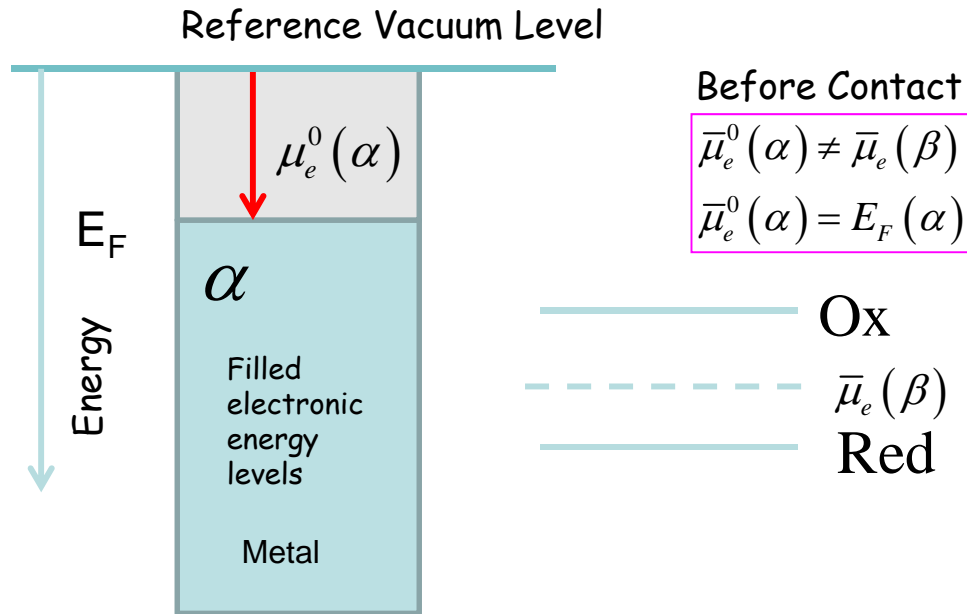 Reference Vacuum Level
Before Contact
μ̄ₑ⁰(α) ≠ μ̄ₑ(β)
μ̄ₑ⁰(α) = E_F(α)
μₑ⁰(α)
E_F
α
Energy
Filled
electronic
energy
levels
Metal
Ox
μ̄ₑ(β)
Red